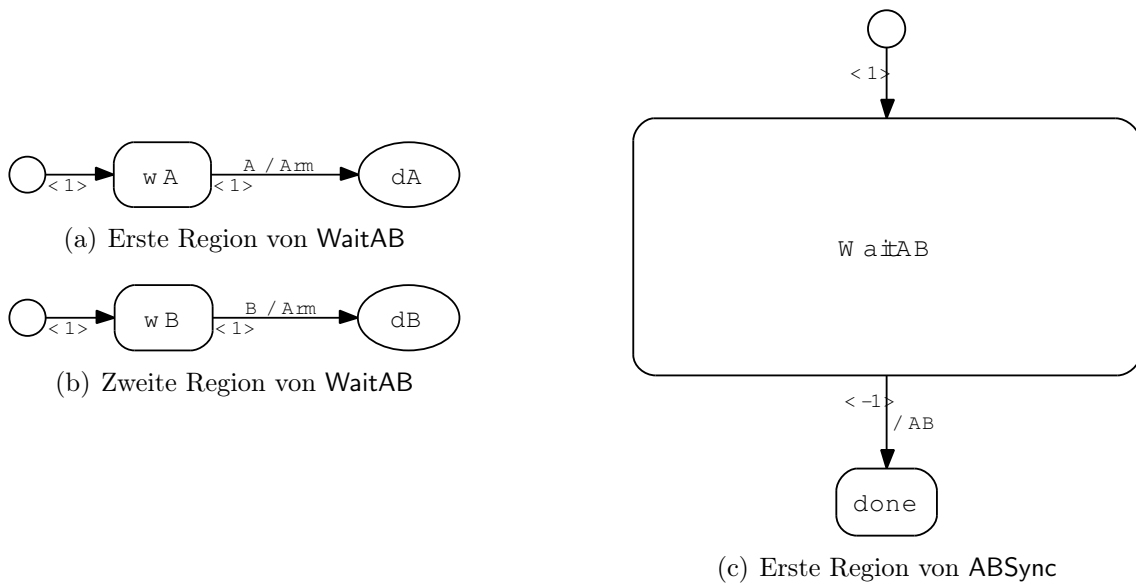 wA
A / Arm
<1>
<1>
dA
(a) Erste Region von WaitAB
wB
B / Arm
<1>
<1>
dB
(b) Zweite Region von WaitAB
<1>
WaitAB
<-1>
/ AB
done
(c) Erste Region von ABSync